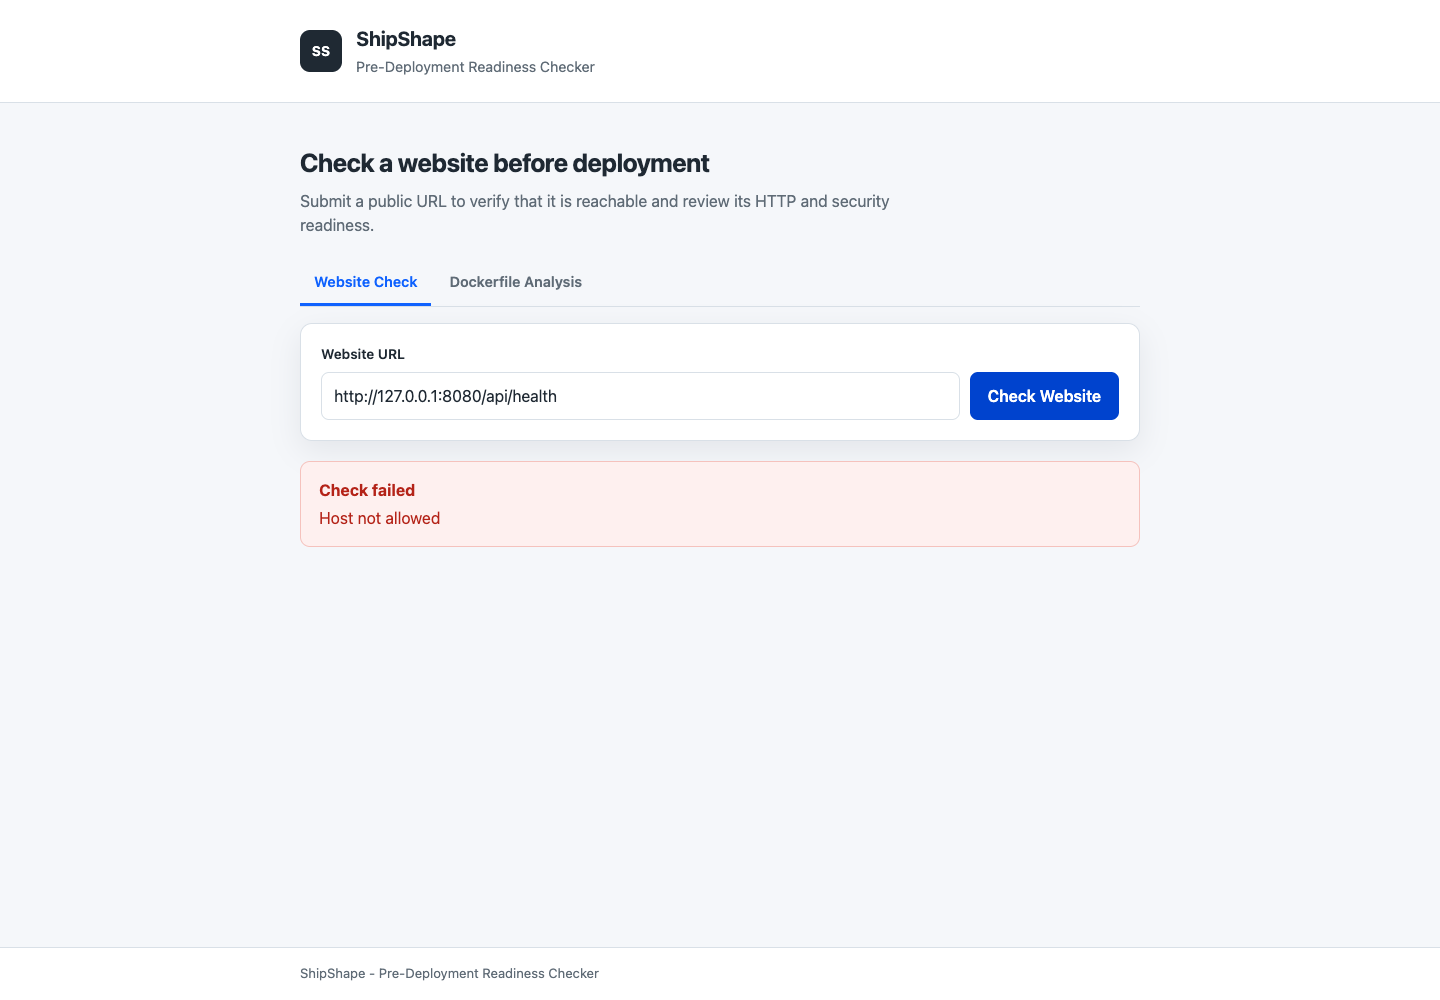 SS
ShipShape
Pre-Deployment Readiness Checker
Check a website before deployment
Submit a public URL to verify that it is reachable and review its HTTP and security
readiness.
Website Check
Dockerfile Analysis
Website URL
http://127.0.0.1:8080/api/health
Check Website
Check failed
Host not allowed
ShipShape - Pre-Deployment Readiness Checker